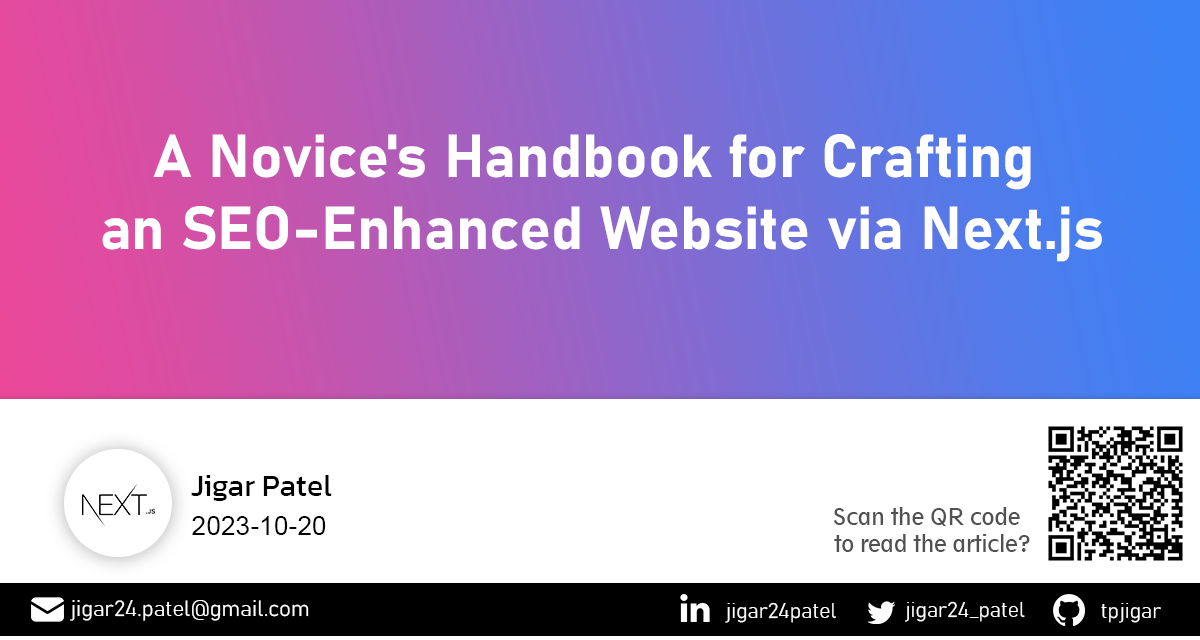 A Novice's Handbook for Crafting
an SEO-Enhanced Website via Next.js
NEXT.JS
Jigar Patel
2023-10-20
Scan the QR code
to read the article?
jigar24.patel@gmail.com
in jigar24patel
jigar24_patel
tpjigar